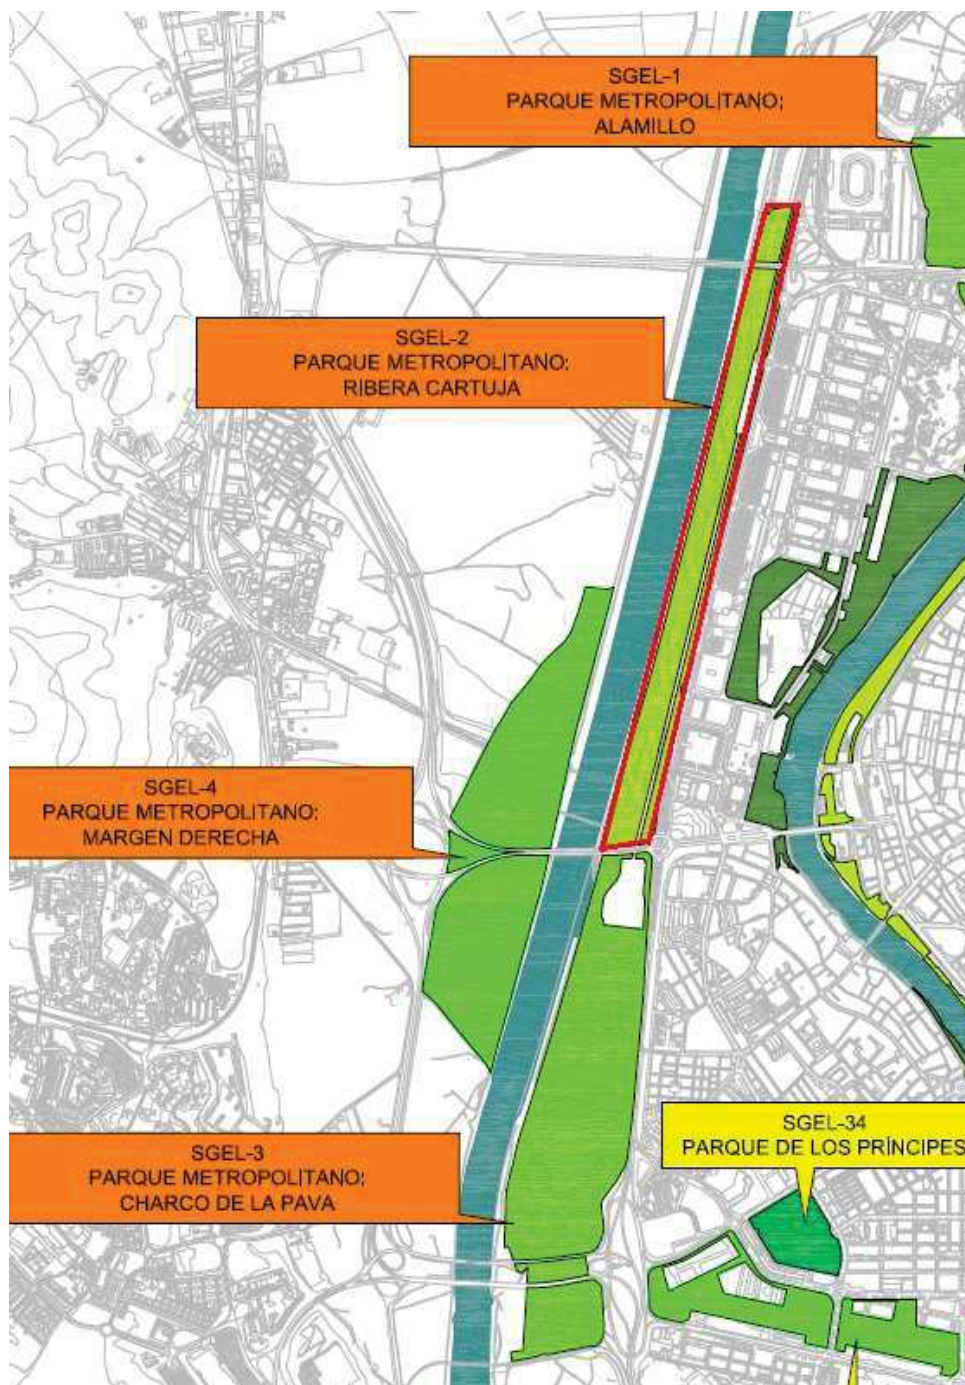 SGEL-1
PARQUE METROPOLITANO:
ALAMILLO
SGEL-2
PARQUE METROPOLITANO:
RIBERA CARTUJA
SGEL-4
PARQUE METROPOLITANO:
MARGEN DERECHA
SGEL-34
PARQUE DE LOS PRÍNCIPES
SGEL-3
PARQUE METROPOLITANO:
CHARCO DE LA PAVA